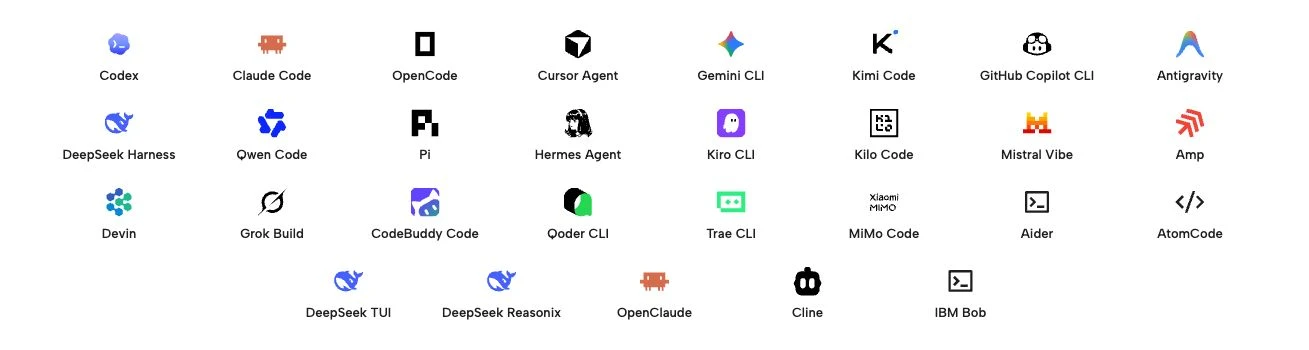 Codex
Claude Code
OpenCode
Cursor Agent
Gemini CLI
Kimi Code
GitHub Copilot CLI
Antigravity
DeepSeek Harness
Qwen Code
Pi
Hermes Agent
Kiro CLI
KiLo
Kilo Code
Mistral Vibe
Amp
Devin
Grok Build
CodeBuddy Code
Qoder CLI
Trae CLI
Xiaomi
MiMO
MiMo Code
Aider
AtomCode
DeepSeek TUI
DeepSeek Reasonix
OpenClaude
Cline
IBM Bob